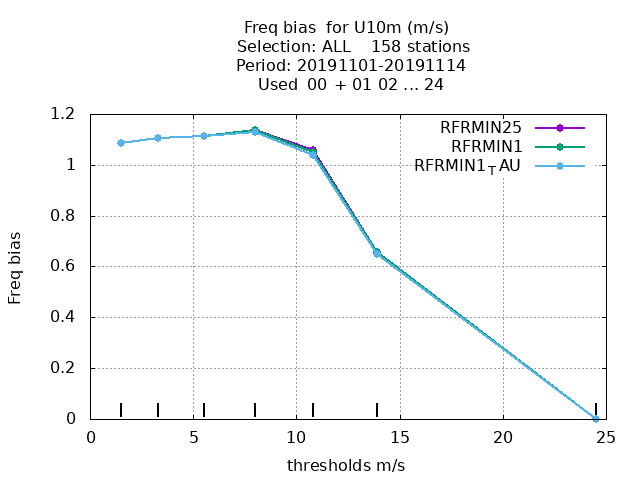 Freq bias  for U10m (m/s)
Selection: ALL    158 stations
Period: 20191101-20191114
Used  00  + 01 02 ... 24
RFRMIN25
RFRMIN1
RFRMIN1_TAU
Freq bias
1.2
1
0.8
0.6
0.4
0.2
0
0 5 10 15 20 25
thresholds m/s